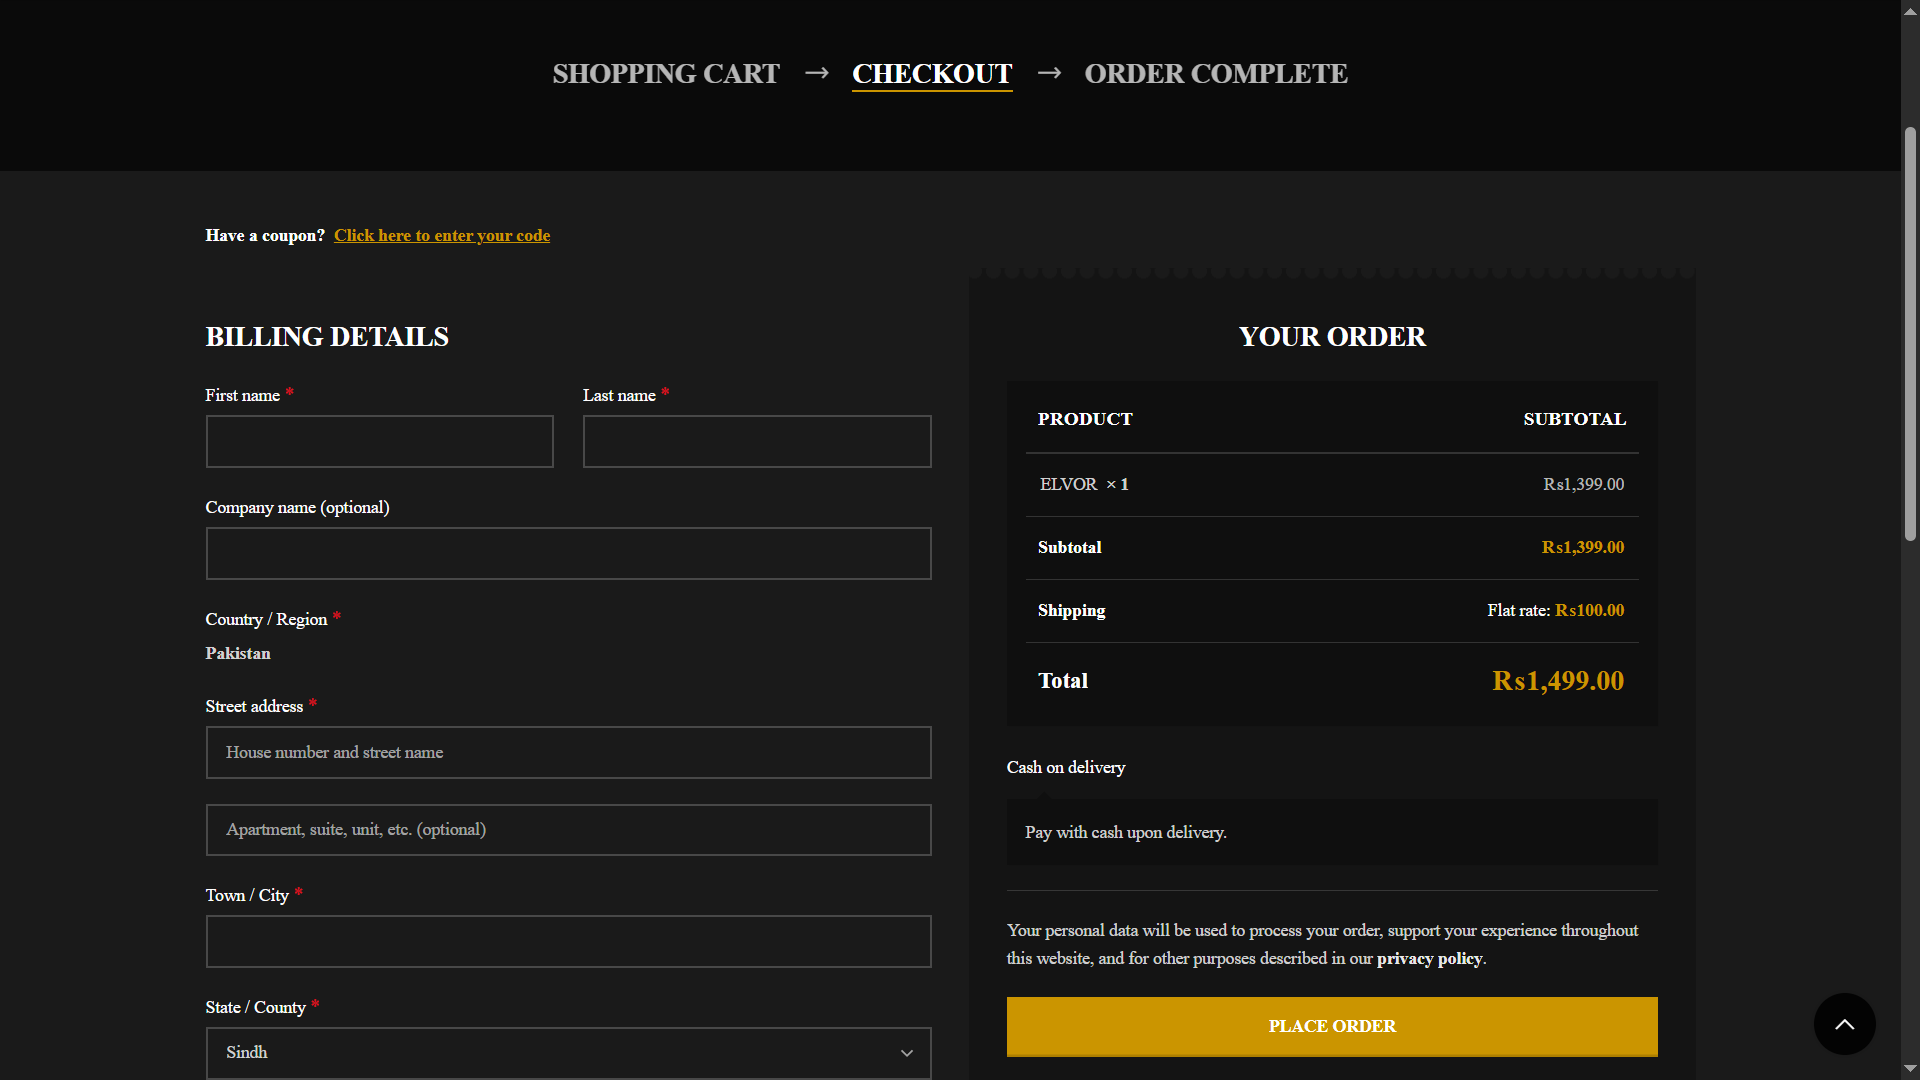 SHOPPING CART → CHECKOUT → ORDER COMPLETE
Have a coupon? Click here to enter your code
BILLING DETAILS
First name *
Last name *
Company name (optional)
Country / Region *
Pakistan
Street address *
House number and street name
Apartment, suite, unit, etc. (optional)
Town / City *
State / County *
Sindh
YOUR ORDER
PRODUCT SUBTOTAL
ELVOR × 1 Rs1,399.00
Subtotal Rs1,399.00
Shipping Flat rate: Rs100.00
Total Rs1,499.00
Cash on delivery
Pay with cash upon delivery.
Your personal data will be used to process your order, support your experience throughout
this website, and for other purposes described in our privacy policy.
PLACE ORDER